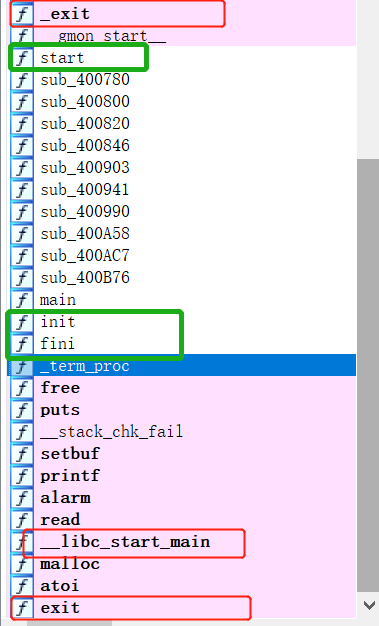 f _exit
f __gmon_start__
f start
f sub_400780
f sub_400800
f sub_400820
f sub_400846
f sub_400903
f sub_400941
f sub_400990
f sub_400A58
f sub_400AC7
f sub_400B76
f main
f init
f fini
f _term_proc
f free
f puts
f __stack_chk_fail
f setbuf
f printf
f alarm
f read
f __libc_start_main
f malloc
f atoi
f exit